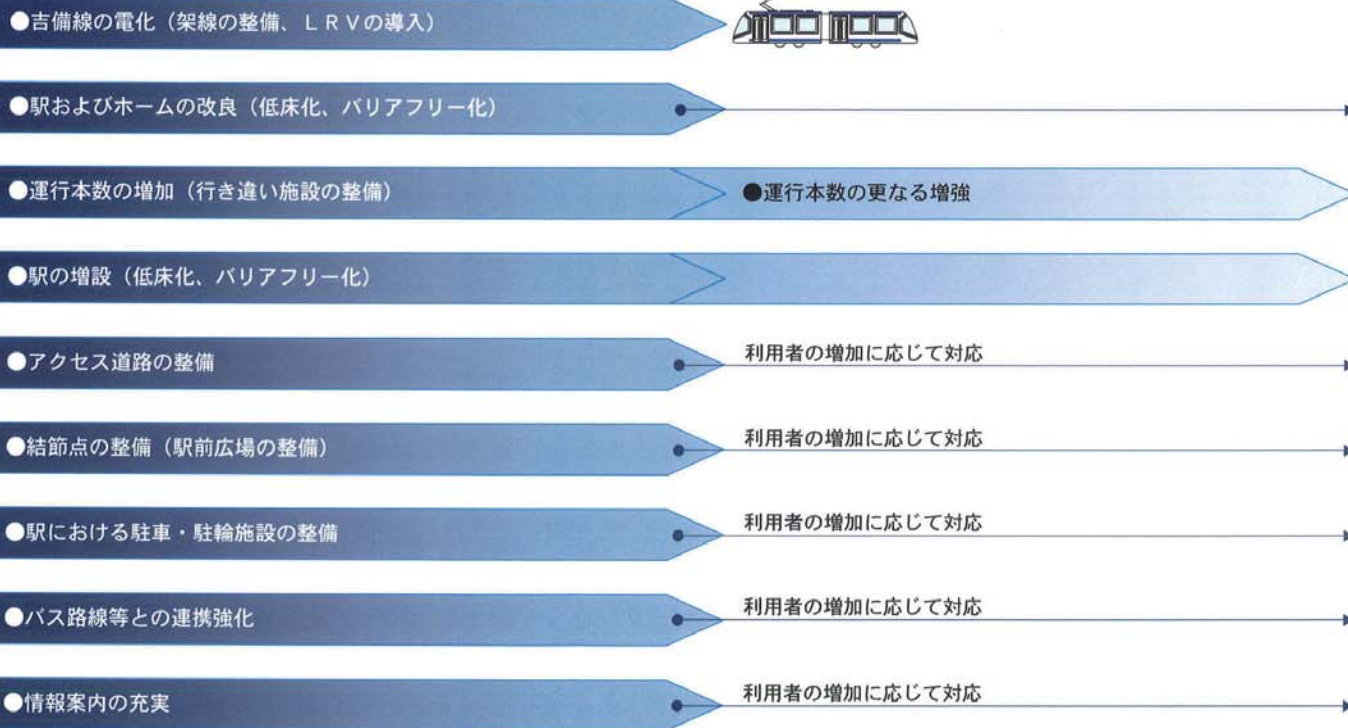 ●吉備線の電化（架線の整備、ＬＲＶの導入）
●駅およびホームの改良（低床化、バリアフリー化）
●運行本数の増加（行き違い施設の整備）
●運行本数の更なる増強
●駅の増設（低床化、バリアフリー化）
●アクセス道路の整備
利用者の増加に応じて対応
●結節点の整備（駅前広場の整備）
利用者の増加に応じて対応
●駅における駐車・駐輪施設の整備
利用者の増加に応じて対応
●バス路線等との連携強化
利用者の増加に応じて対応
●情報案内の充実
利用者の増加に応じて対応